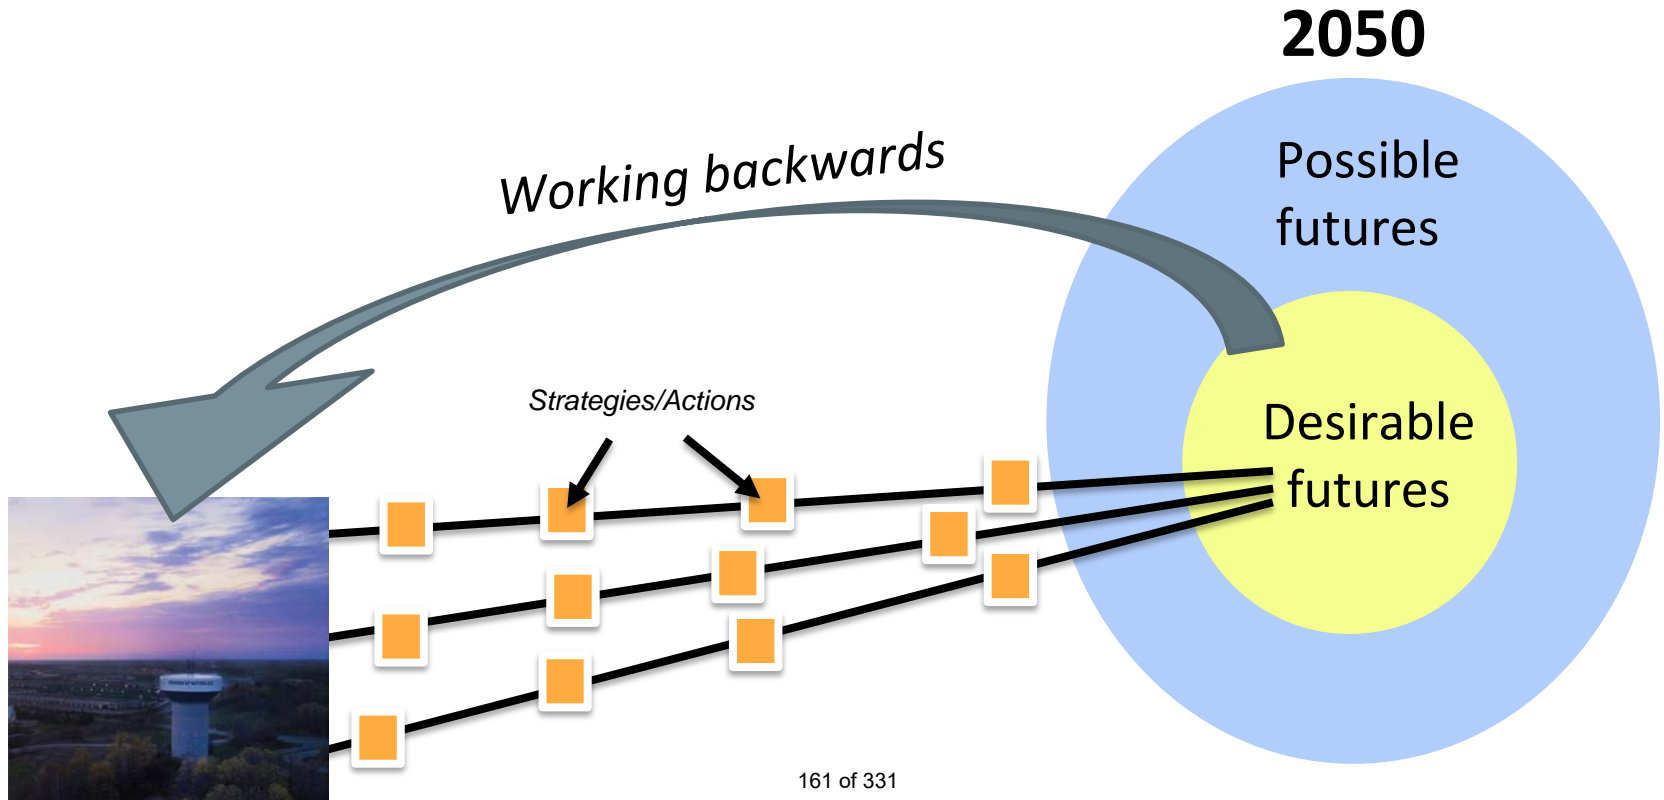 2050
Possible
futures
Working backwards
Strategies/Actions
Desirable
futures
161 of 331